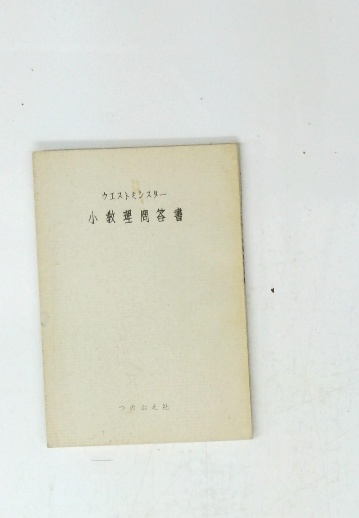 ウエストミンスター
小教理問答書
つのぶえ社